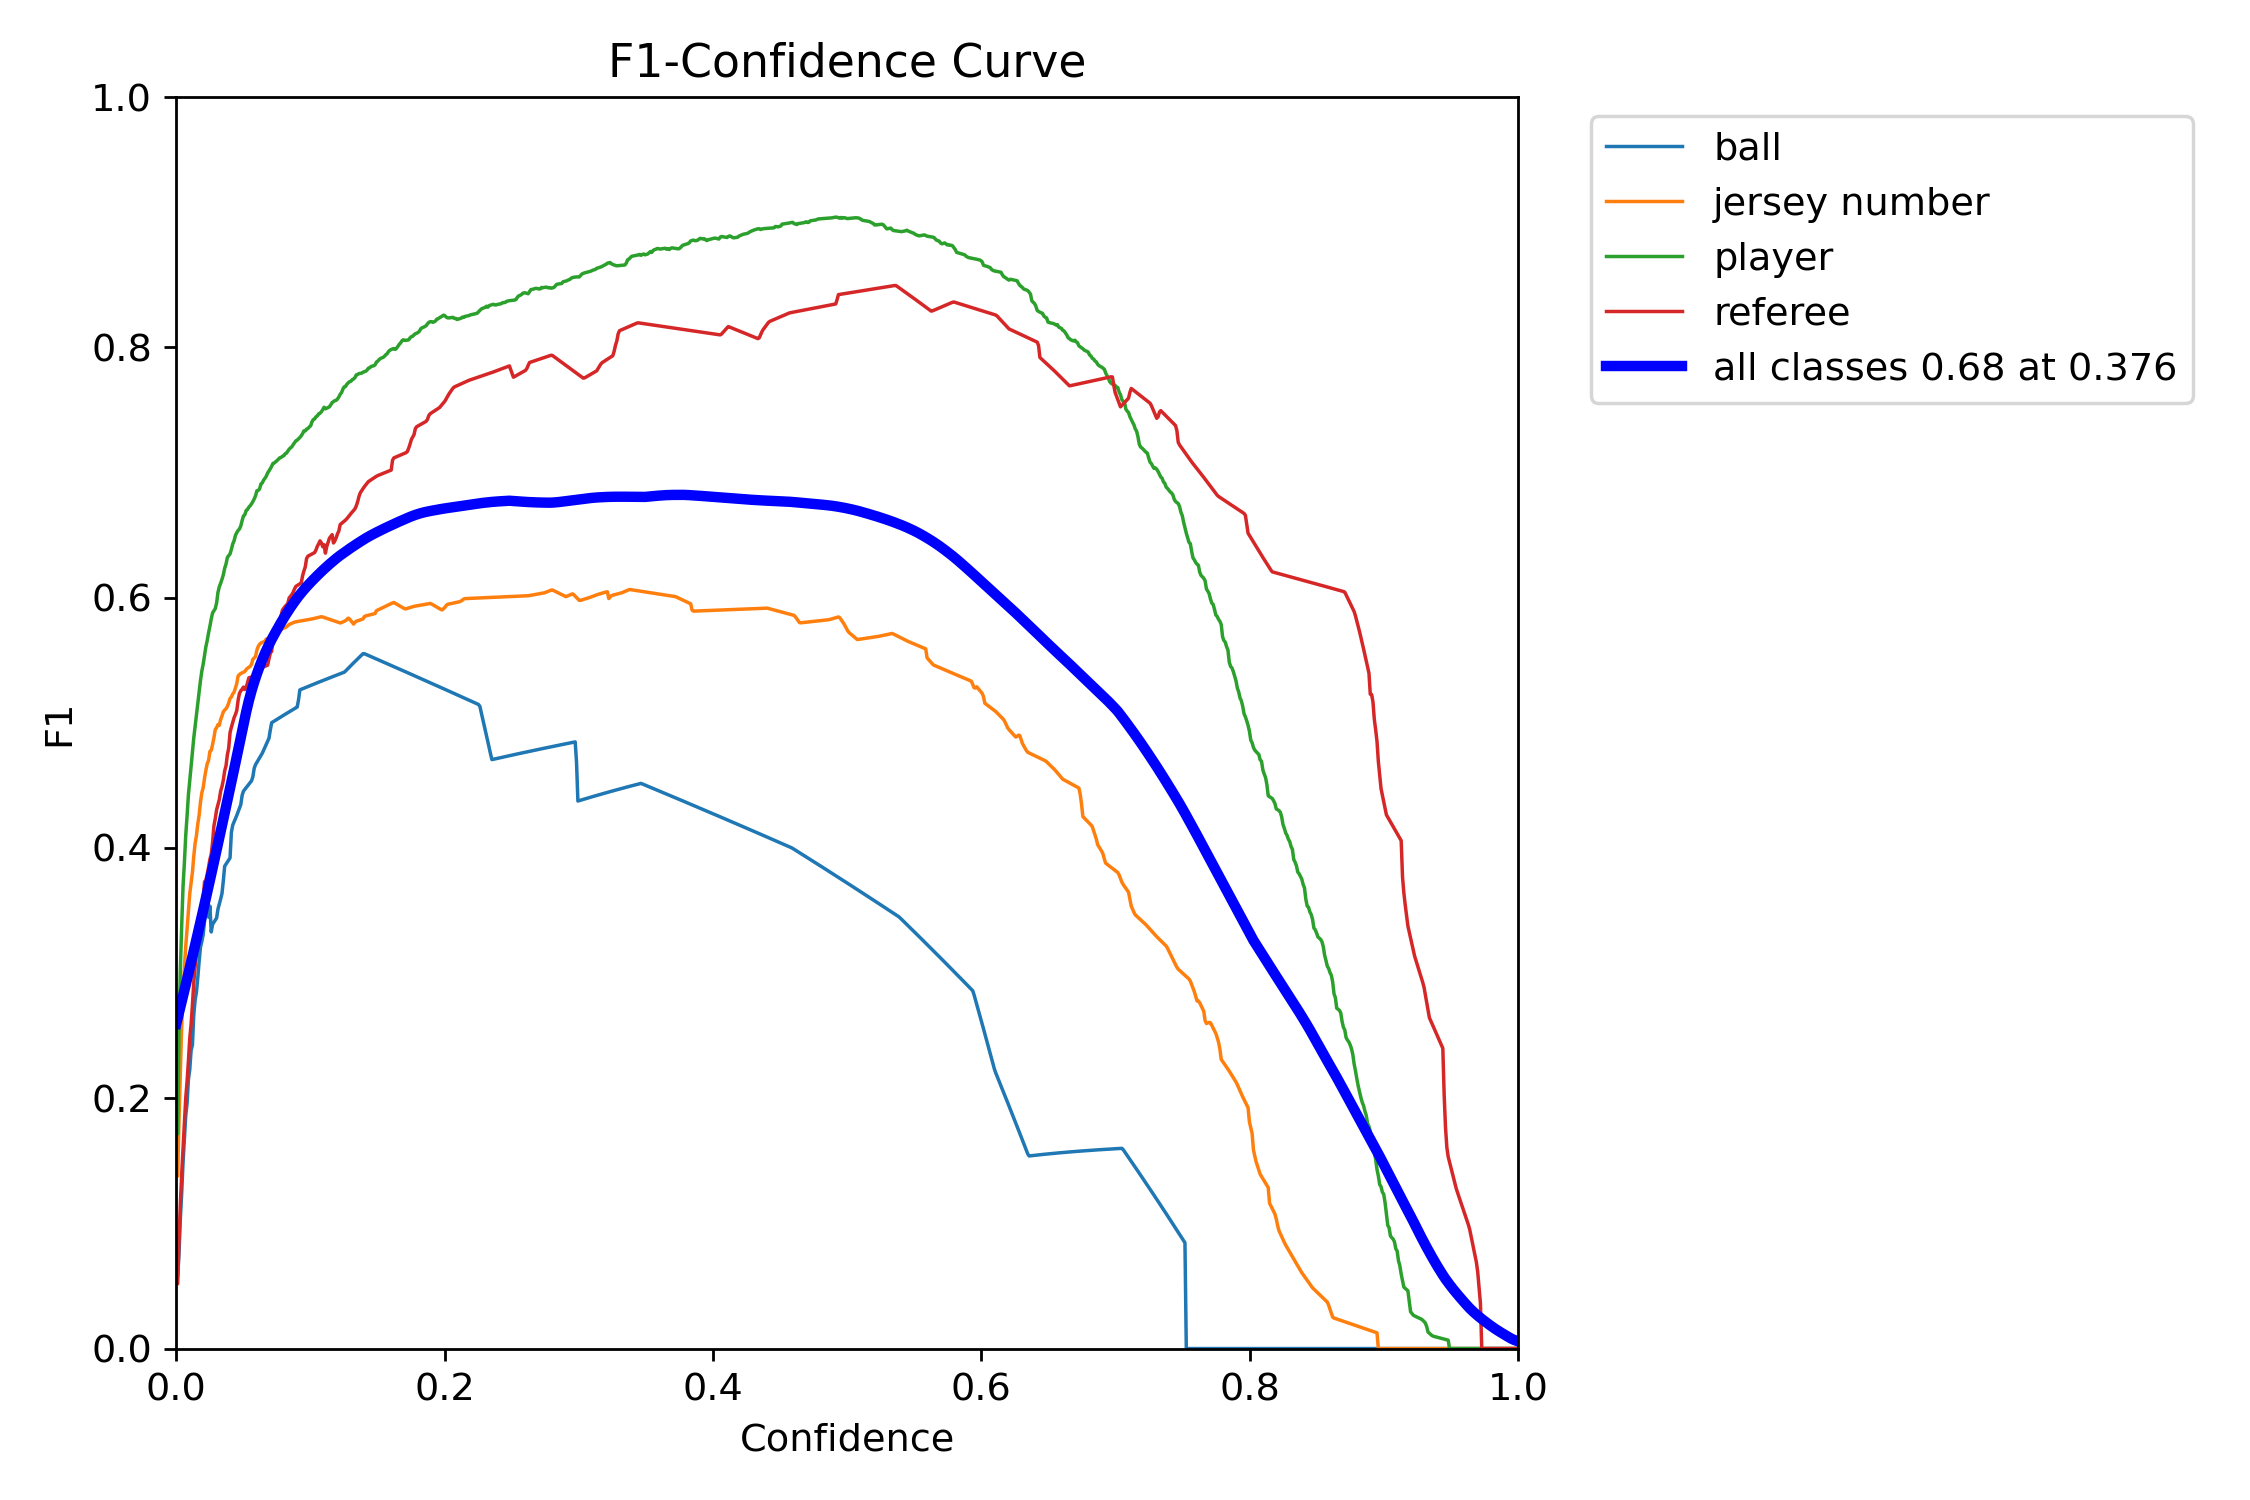 F1-Confidence Curve
1.0
0.8
0.6
0.4
0.2
0.0
F1
0.0 0.2 0.4 0.6 0.8 1.0
Confidence
ball
jersey number
player
referee
all classes 0.68 at 0.376